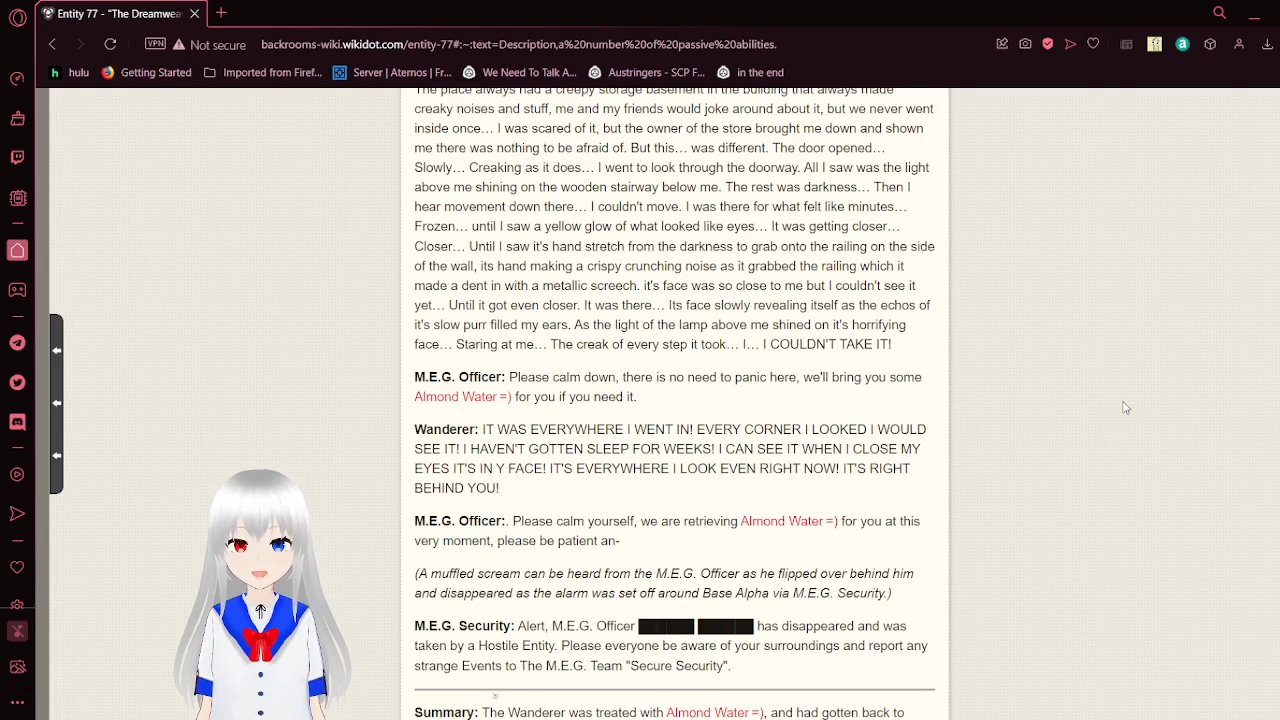 Entity 77 - "The Dreamweav
VPN Not secure backrooms-wiki.wikidot.com/entity-77#:~:text=Description,a%20number%20of%20passive%20abilities.
hulu Getting Started Imported from Firef... Server | Aternos | Fr... We Need To Talk A... Austringers - SCP F... in the end
The place always had a creepy storage basement in the building that always made
creaky noises and stuff, me and my friends would joke around about it, but we never went
inside once… I was scared of it, but the owner of the store brought me down and shown
me there was nothing to be afraid of. But this… was different. The door opened…
Slowly… Creaking as it does… I went to look through the doorway. All I saw was the light
above me shining on the wooden stairway below me. The rest was darkness… Then I
hear movement down there… I couldn't move. I was there for what felt like minutes…
Frozen… until I saw a yellow glow of what looked like eyes… It was getting closer…
Closer… Until I saw it's hand stretch from the darkness to grab onto the railing on the side
of the wall, its hand making a crispy crunching noise as it grabbed the railing which it
made a dent in with a metallic screech. it's face was so close to me but I couldn't see it
yet… Until it got even closer. It was there… Its face slowly revealing itself as the echos of
it's slow purr filled my ears. As the light of the lamp above me shined on it's horrifying
face… Staring at me… The creak of every step it took… I… I COULDN'T TAKE IT!
M.E.G. Officer: Please calm down, there is no need to panic here, we'll bring you some
Almond Water =) for you if you need it.
Wanderer: IT WAS EVERYWHERE I WENT IN! EVERY CORNER I LOOKED I WOULD
SEE IT! I HAVEN'T GOTTEN SLEEP FOR WEEKS! I CAN SEE IT WHEN I CLOSE MY
EYES IT'S IN Y FACE! IT'S EVERYWHERE I LOOK EVEN RIGHT NOW! IT'S RIGHT
BEHIND YOU!
M.E.G. Officer:. Please calm yourself, we are retrieving Almond Water =) for you at this
very moment, please be patient an-
(A muffled scream can be heard from the M.E.G. Officer as he flipped over behind him
and disappeared as the alarm was set off around Base Alpha via M.E.G. Security.)
M.E.G. Security: Alert, M.E.G. Officer has disappeared and was
taken by a Hostile Entity. Please everyone be aware of your surroundings and report any
strange Events to The M.E.G. Team "Secure Security".
Summary: The Wanderer was treated with Almond Water =), and had gotten back to